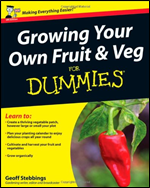 Making Everything Easier!™
Growing Your
Own Fruit & Veg
FOR
DUMMIES
Learn to:
• Create a thriving vegetable patch,
however large or small your plot
• Plan your planting calendar to enjoy
delicious crops all year round
• Cultivate and harvest your fruit and
vegetables
• Grow organically
Geoff Stebbings